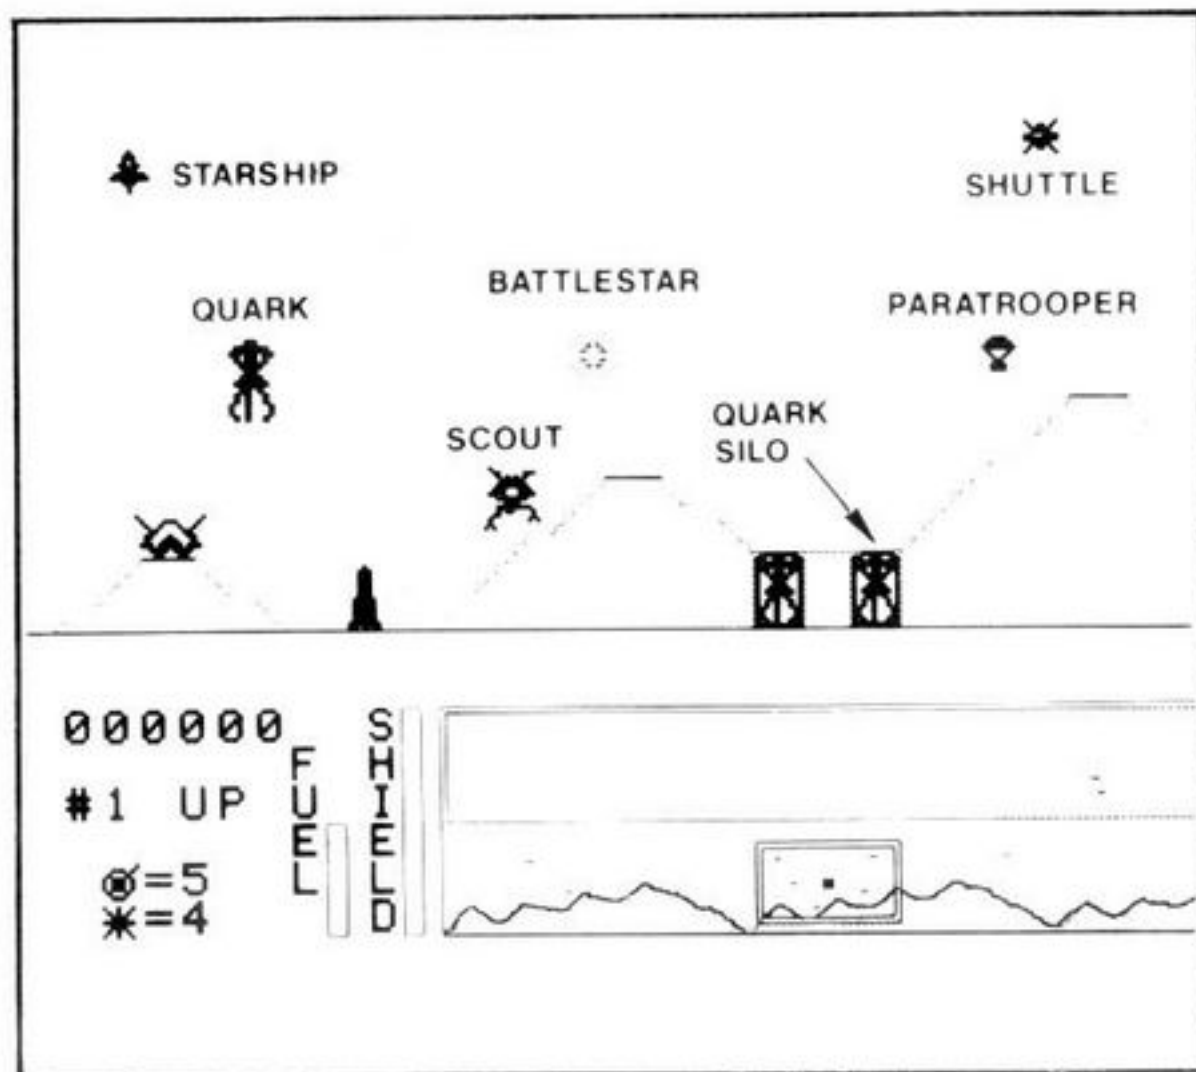 STARSHIP
SHUTTLE
BATTLESTAR
QUARK
PARATROOPER
SCOUT
QUARK
SILO
000000
#1 UP
=5
=4
FUEL
SHIELD